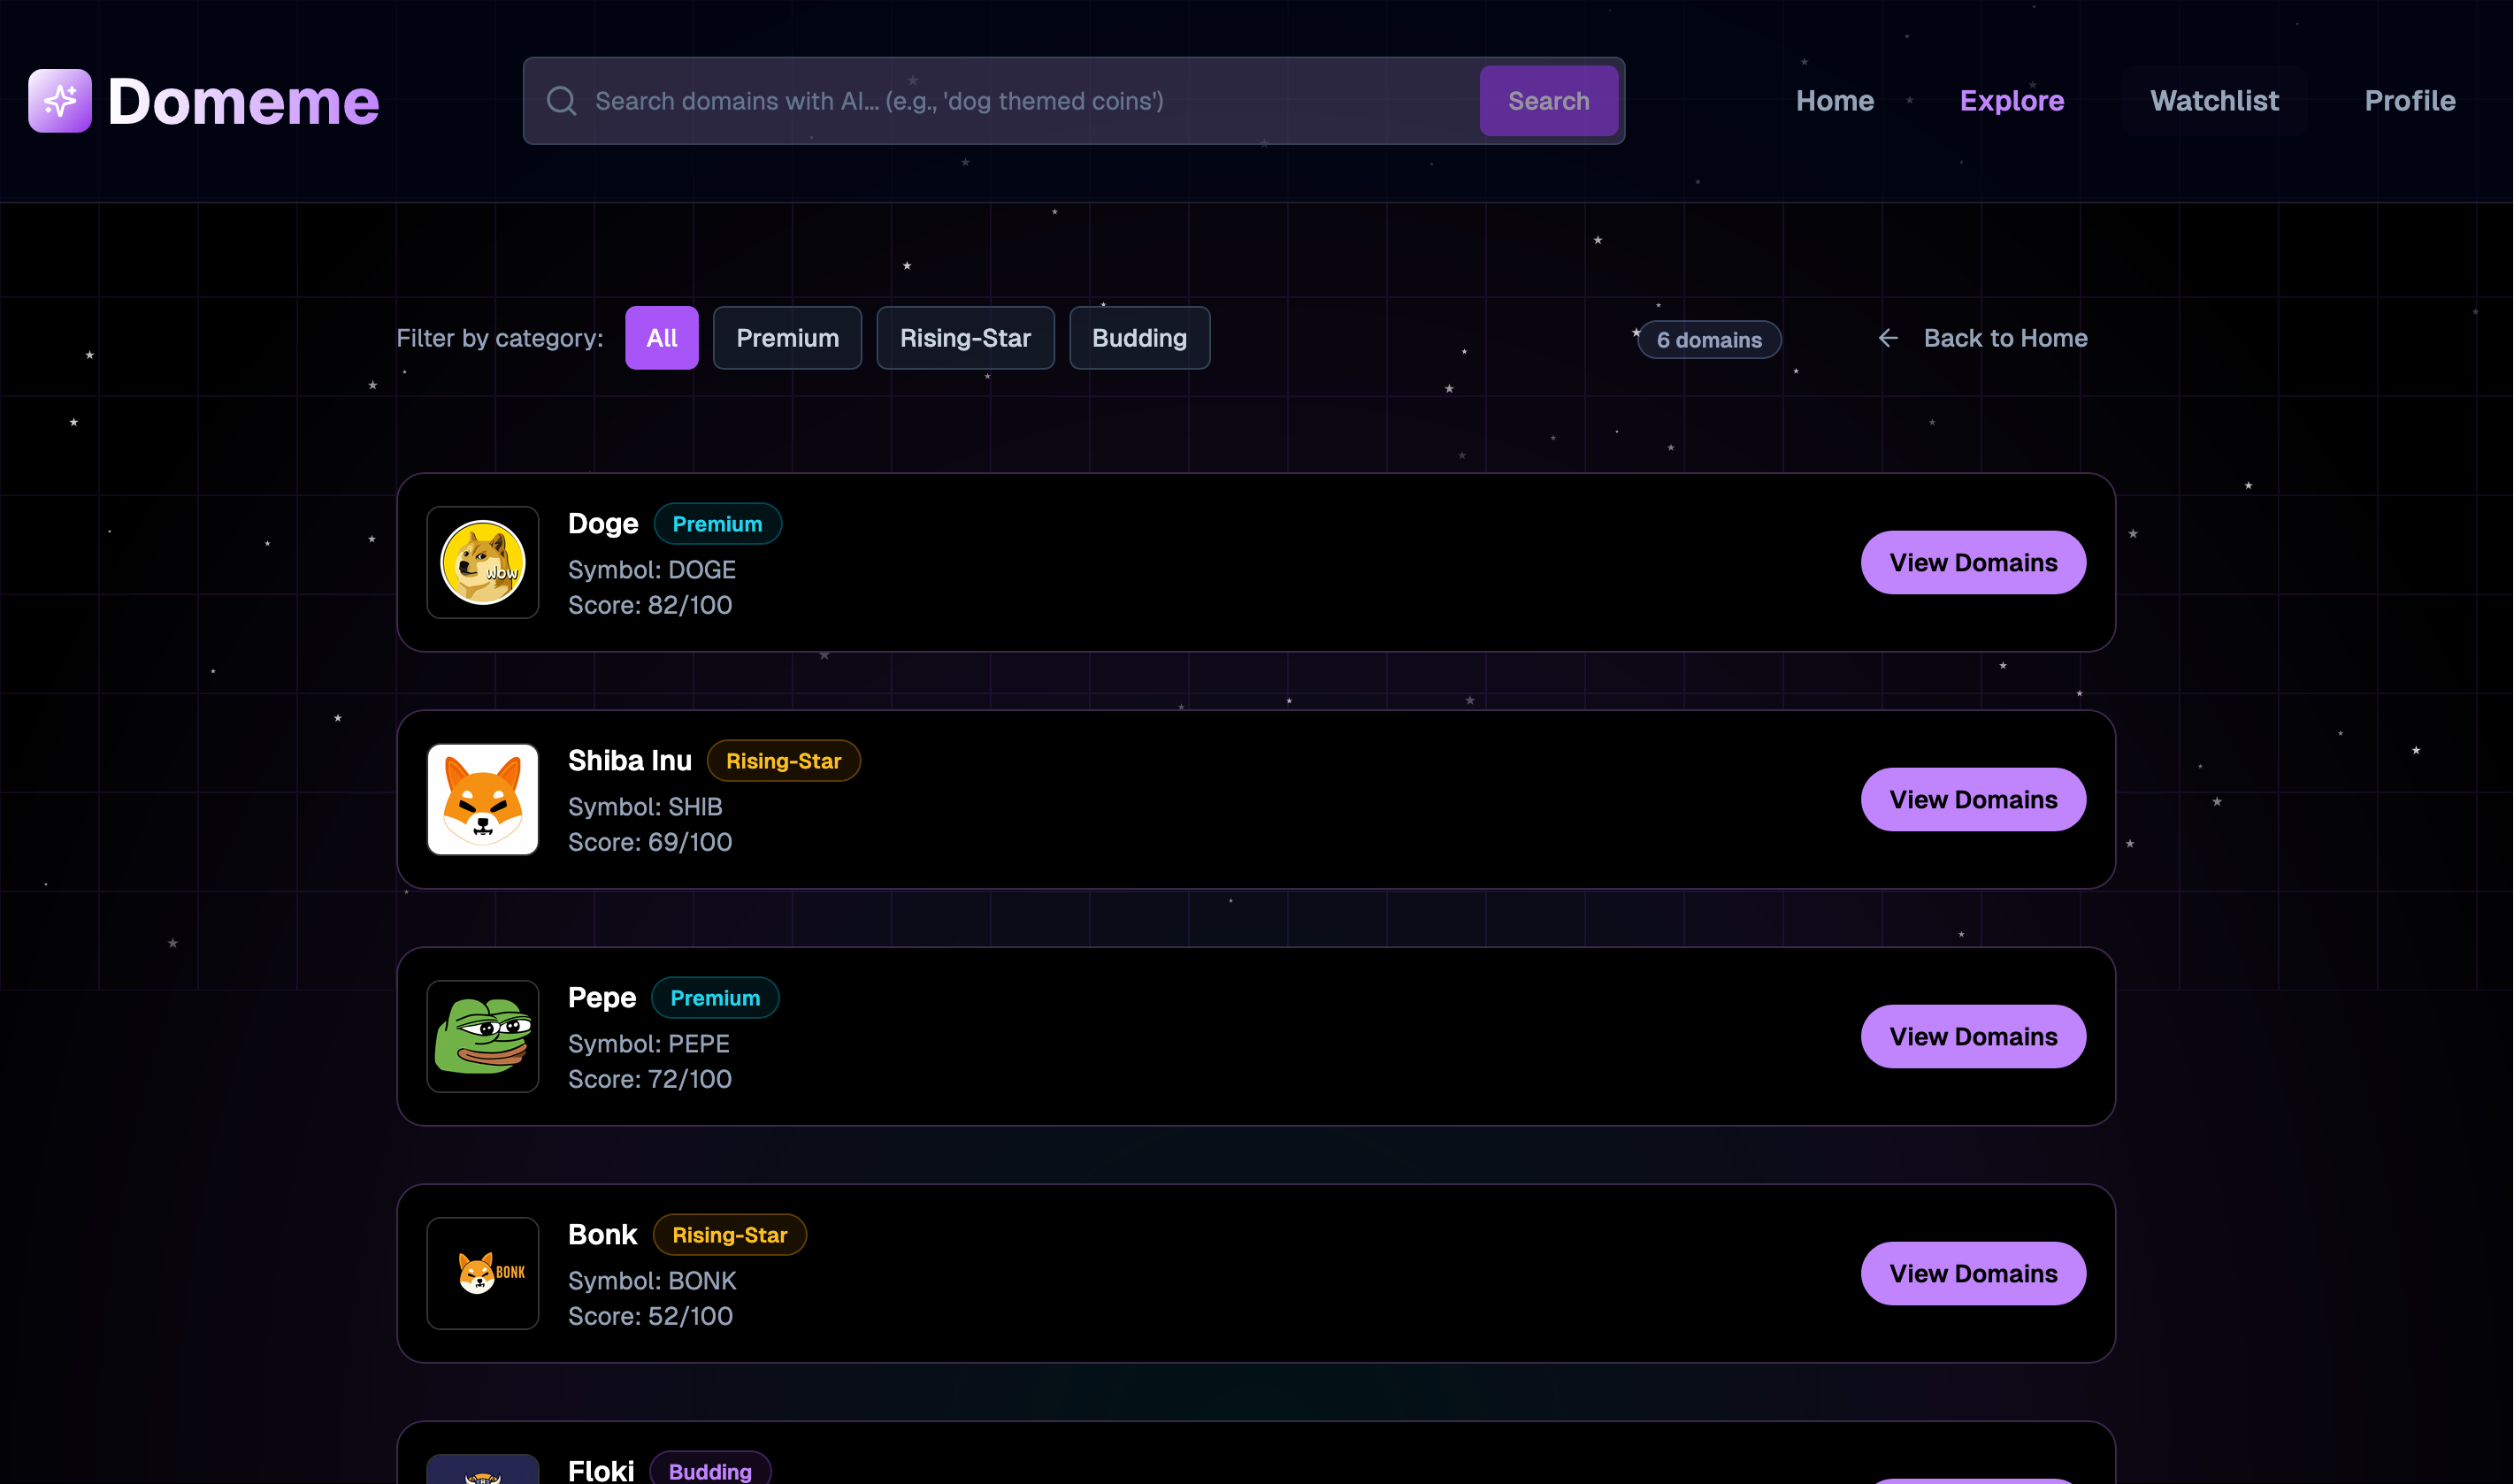 Domeme
Search domains with AI... (e.g., 'dog themed coins')
Search
Home
Explore
Watchlist
Profile
Filter by category:
All
Premium
Rising-Star
Budding
6 domains
Back to Home
Doge
Premium
WOW
Symbol: DOGE
Score: 82/100
View Domains
Shiba Inu
Rising-Star
Symbol: SHIB
Score: 69/100
View Domains
Pepe
Premium
Symbol: PEPE
Score: 72/100
View Domains
Bonk
Rising-Star
BONK
Symbol: BONK
Score: 52/100
View Domains
Floki
Budding